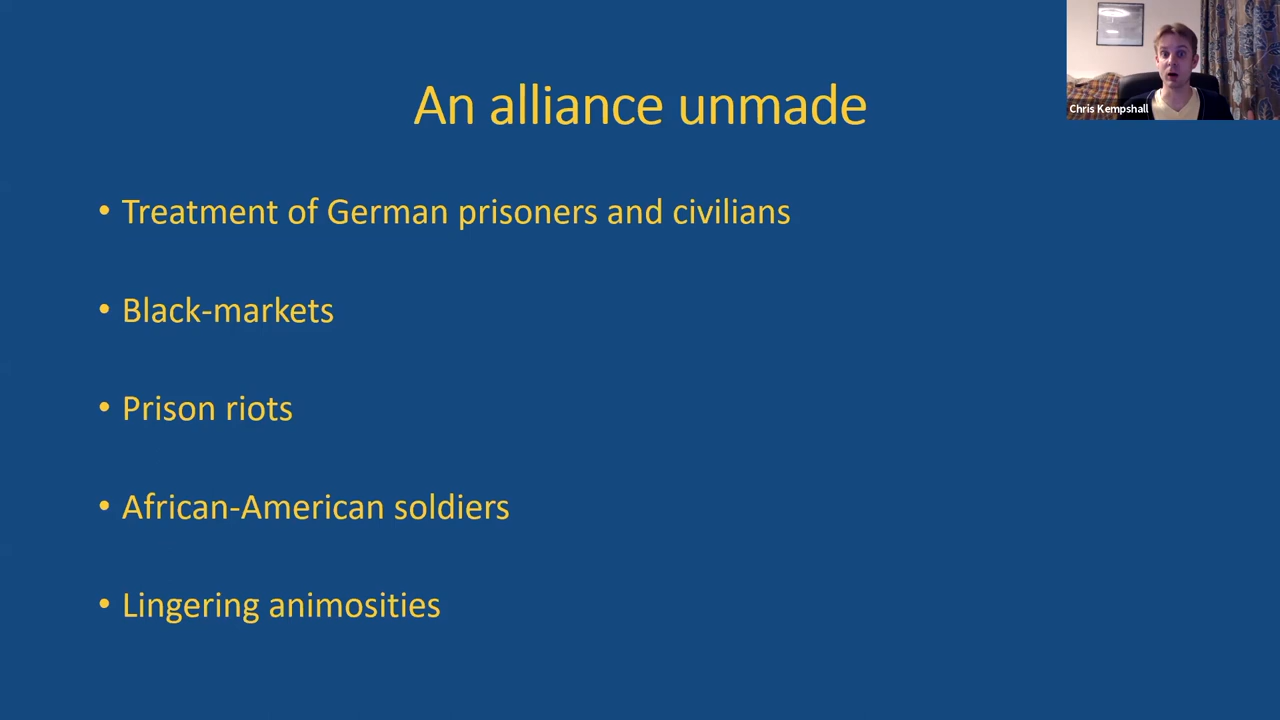 An alliance unmade
Chris Kempshall
• Treatment of German prisoners and civilians
• Black-markets
• Prison riots
• African-American soldiers
• Lingering animosities